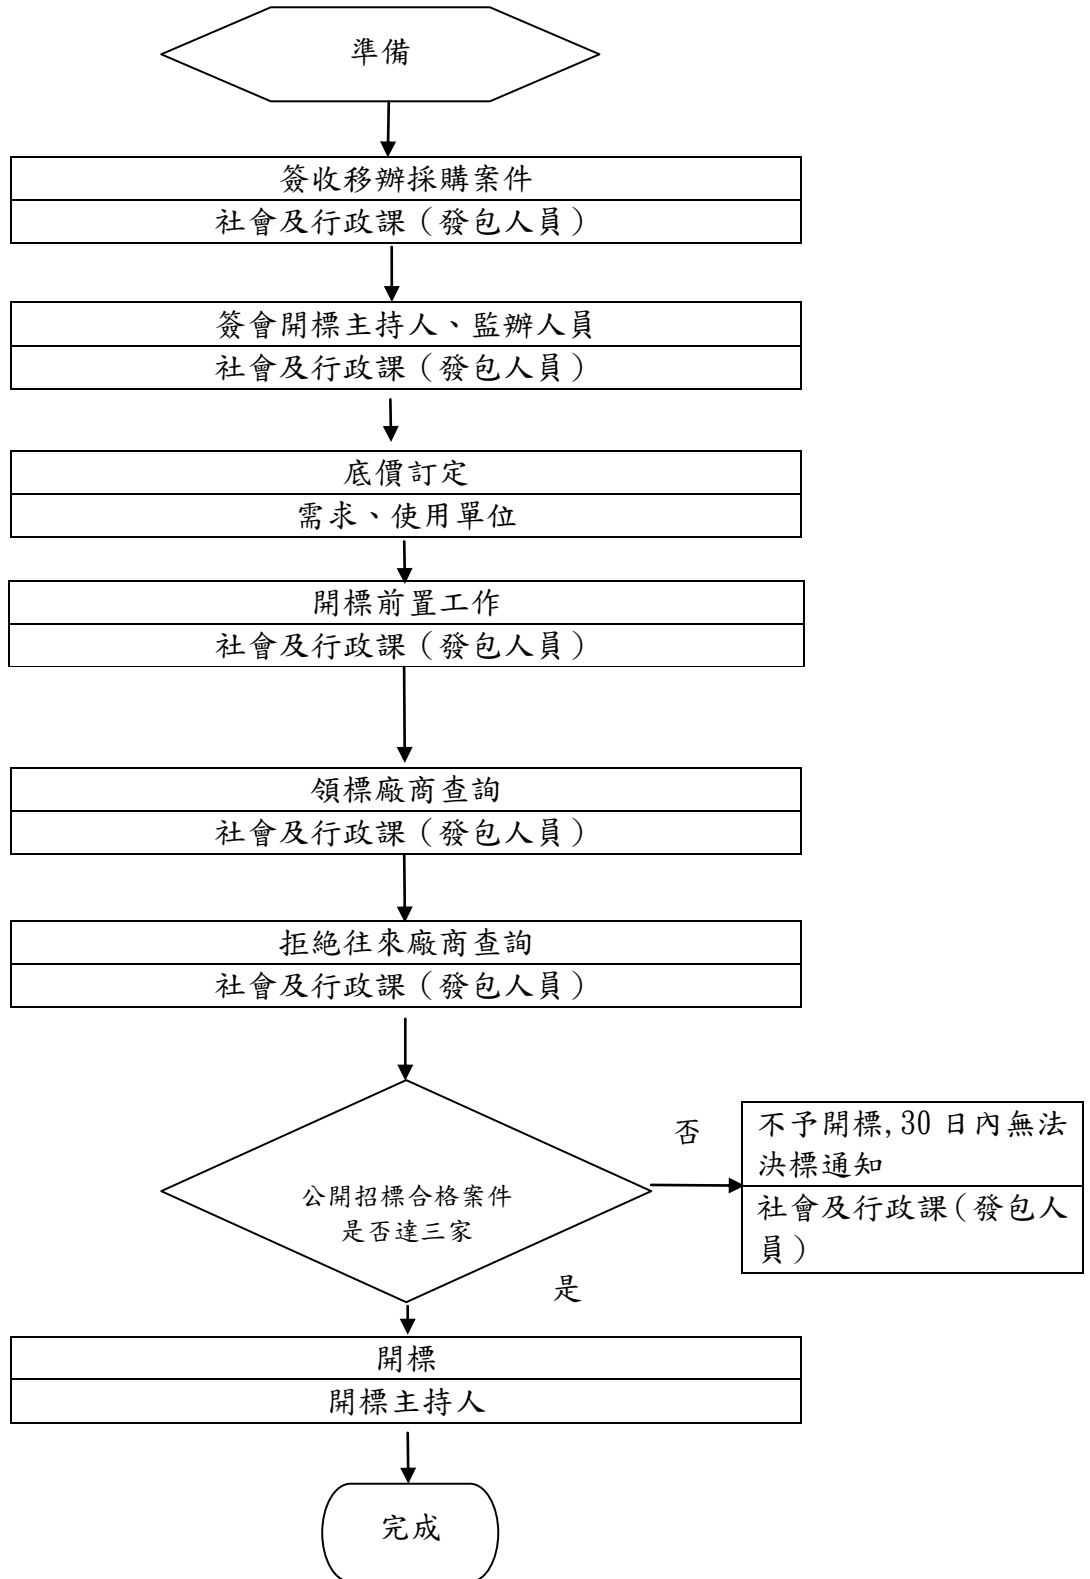 準備
簽收移辦採購案件
社會及行政課（發包人員）
簽會開標主持人、監辦人員
社會及行政課（發包人員）
底價訂定
需求、使用單位
開標前置工作
社會及行政課（發包人員）
領標廠商查詢
社會及行政課（發包人員）
拒絕往來廠商查詢
社會及行政課（發包人員）
公開招標合格案件
是否達三家
否
不予開標,30 日內無法
決標通知
社會及行政課（發包人
員）
是
開標
開標主持人
完成